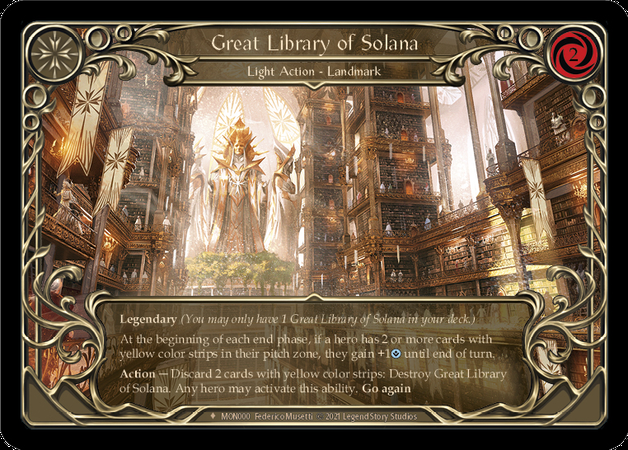 Great Library of Solana
2
Light Action - Landmark
Legendary (You may only have 1 Great Library of Solana in your deck.)
At the beginning of each end phase, if a hero has 2 or more cards with
yellow color strips in their pitch zone, they gain +1 until end of turn.
Action — Discard 2 cards with yellow color strips: Destroy Great Library
of Solana. Any hero may activate this ability. Go again
MON000 Federico Musetti - 2021 Legend Story Studios